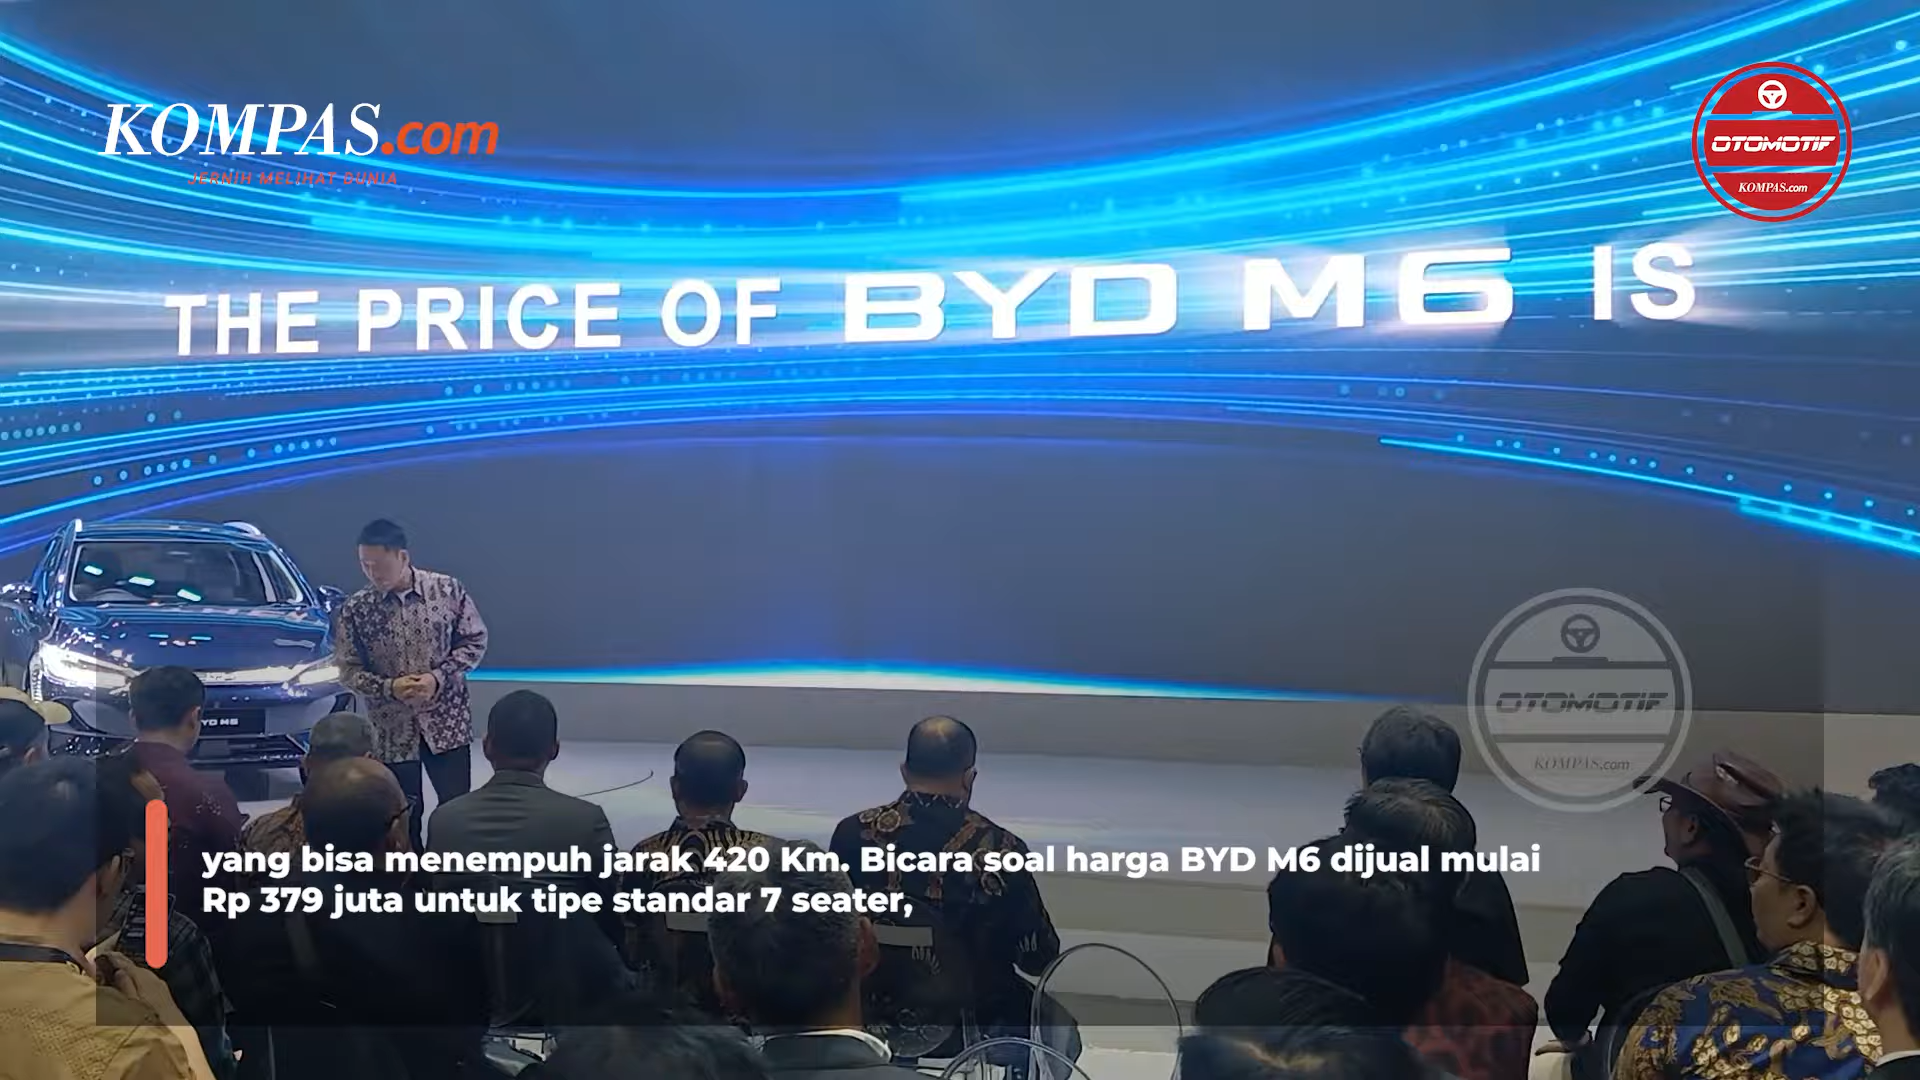 KOMPAS.com
JERNIH MELIHAT DUNIA
OTOMOTIF
KOMPAS.com
THE PRICE OF BYD M6 IS
OTOMOTIF
KOMPAS.com
YD M6
yang bisa menempuh jarak 420 Km. Bicara soal harga BYD M6 dijual mulai
Rp 379 juta untuk tipe standar 7 seater,